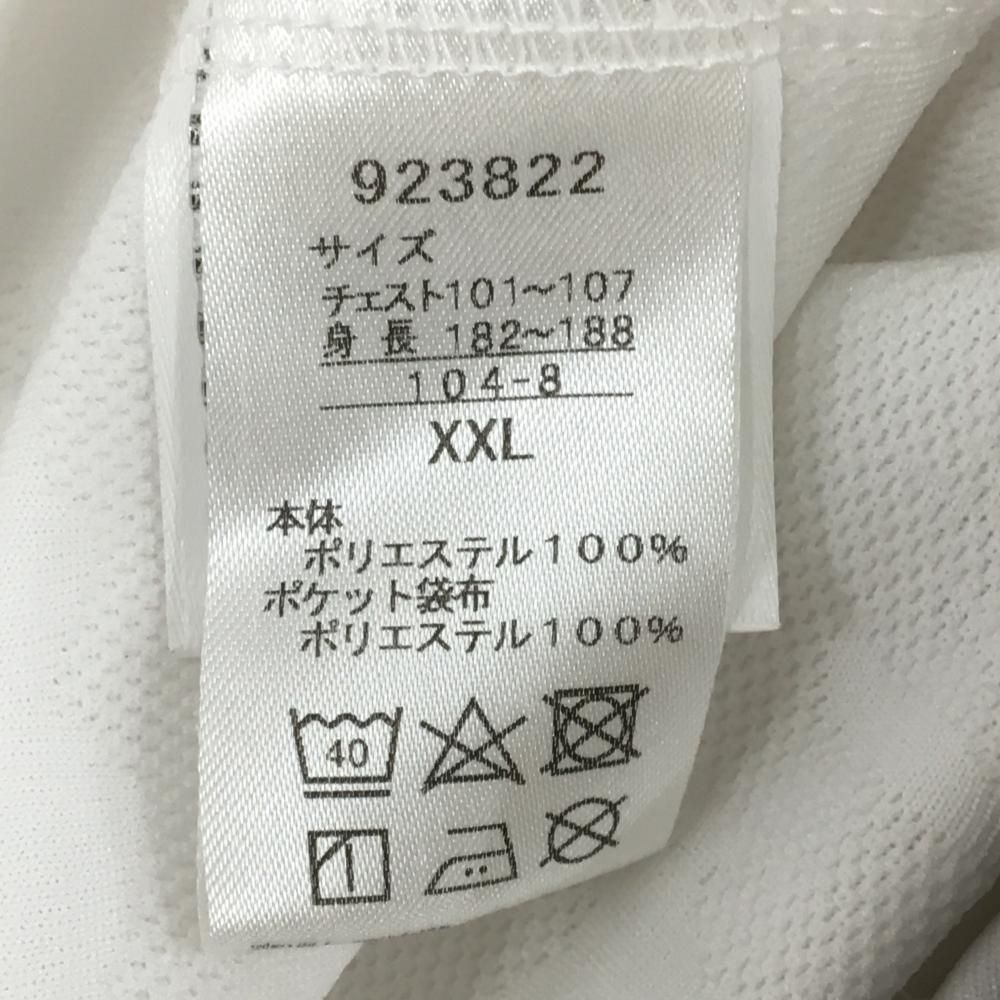 923822
サイズ
チェスト101〜107
身長 182〜188
104-8
XXL
本体
ポリエステル100%
ポケット袋布
ポリエステル100%
40